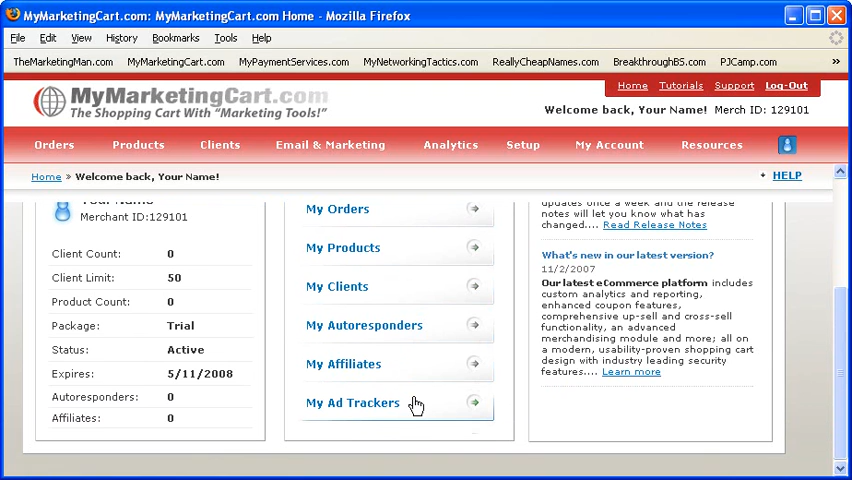 MyMarketingCart.com: MyMarketingCart.com Home - Mozilla Firefox
File Edit View History Bookmarks Tools Help
TheMarketingMan.com MyMarketingCart.com MyPaymentServices.com MyNetworkingTactics.com ReallyCheapNames.com BreakthroughBS.com PJCamp.com »
Home Tutorials Support Log-Out
MyMarketingCart.com
The Shopping Cart With “Marketing Tools!”
Welcome back, Your Name! Merch ID: 129101
Orders Products Clients Email & Marketing Analytics Setup My Account Resources
Home » Welcome back, Your Name!
HELP
Your Name
Merchant ID:129101
Client Count: 0
Client Limit: 50
Product Count: 0
Package: Trial
Status: Active
Expires: 5/11/2008
Autoresponders: 0
Affiliates: 0
My Orders
My Products
My Clients
My Autoresponders
My Affiliates
My Ad Trackers
updates once a week and the release
notes will let you know what has
changed.... Read Release Notes
What's new in our latest version?
11/2/2007
Our latest eCommerce platform includes
custom analytics and reporting,
enhanced coupon features,
comprehensive up-sell and cross-sell
functionality, an advanced
merchandising module and more; all on
a modern, usability-proven shopping cart
design with industry leading security
features.... Learn more